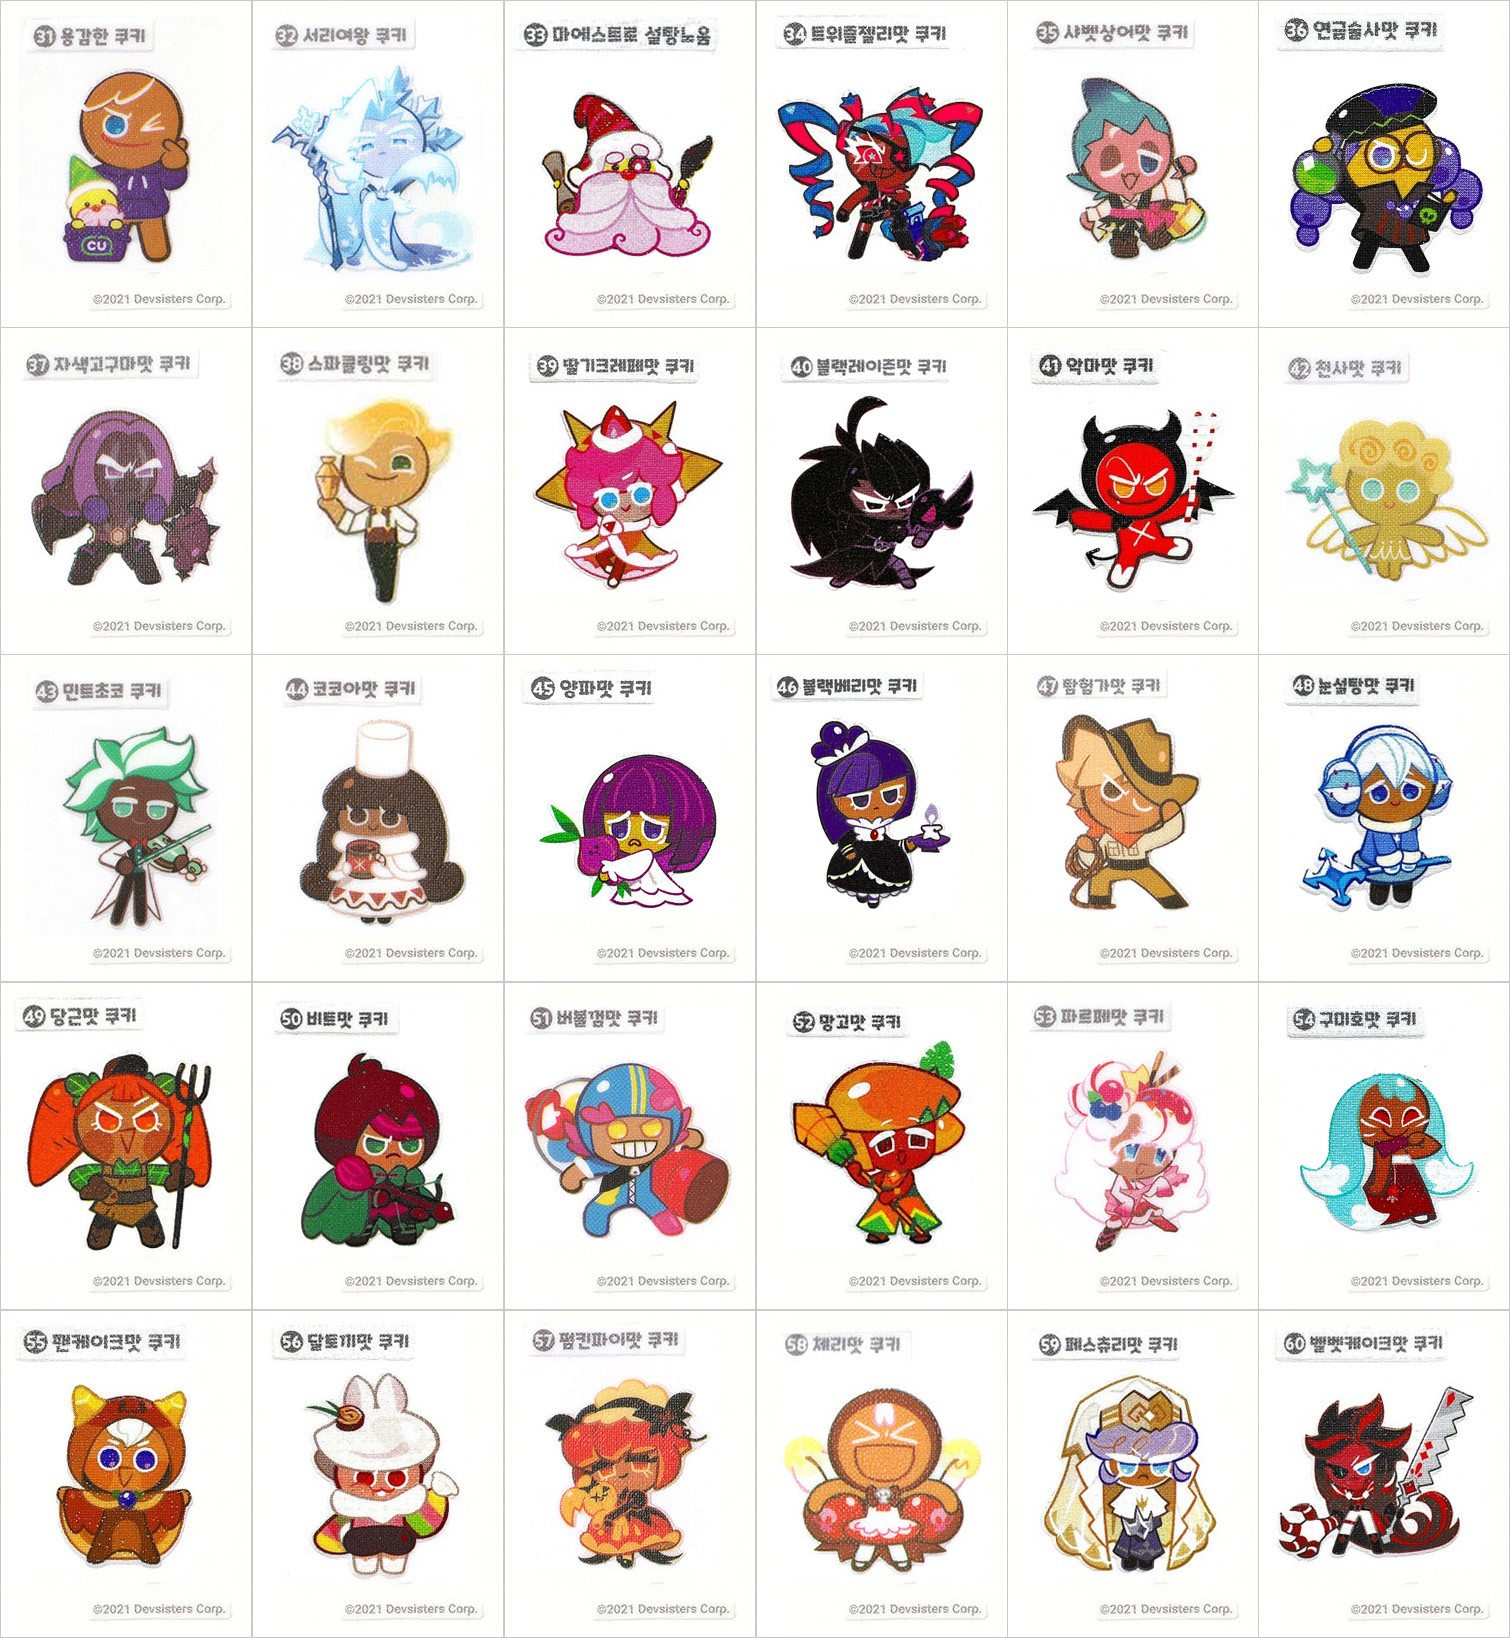 31 용감한 쿠키
32 서리여왕 쿠키
33 마에스트로 설탕노움
34 트위즐젤리맛 쿠키
35 샤벳상어맛 쿠키
36 연금술사맛 쿠키
CU
©2021 Devsisters Corp.
©2021 Devsisters Corp.
©2021 Devsisters Corp.
©2021 Devsisters Corp.
©2021 Devsisters Corp.
©2021 Devsisters Corp.
37 자색고구마맛 쿠키
38 스파클링맛 쿠키
39 딸기크레페맛 쿠키
40 블랙레이즌맛 쿠키
41 악마맛 쿠키
42 천사맛 쿠키
©2021 Devsisters Corp.
©2021 Devsisters Corp.
©2021 Devsisters Corp.
©2021 Devsisters Corp.
©2021 Devsisters Corp.
©2021 Devsisters Corp.
43 민트초코 쿠키
44 코코아맛 쿠키
45 양파맛 쿠키
46 블랙베리맛 쿠키
47 탐험가맛 쿠키
48 눈설탕맛 쿠키
©2021 Devsisters Corp.
©2021 Devsisters Corp.
©2021 Devsisters Corp.
©2021 Devsisters Corp.
©2021 Devsisters Corp.
©2021 Devsisters Corp.
49 당근맛 쿠키
50 비트맛 쿠키
51 버블껌맛 쿠키
52 망고맛 쿠키
53 파르페맛 쿠키
54 구미호맛 쿠키
©2021 Devsisters Corp.
©2021 Devsisters Corp.
©2021 Devsisters Corp.
©2021 Devsisters Corp.
©2021 Devsisters Corp.
©2021 Devsisters Corp.
55 팬케이크맛 쿠키
56 달토끼맛 쿠키
57 펌킨파이맛 쿠키
58 체리맛 쿠키
59 페스츄리맛 쿠키
60 벨벳케이크맛 쿠키
©2021 Devsisters Corp.
©2021 Devsisters Corp.
©2021 Devsisters Corp.
©2021 Devsisters Corp.
©2021 Devsisters Corp.
©2021 Devsisters Corp.